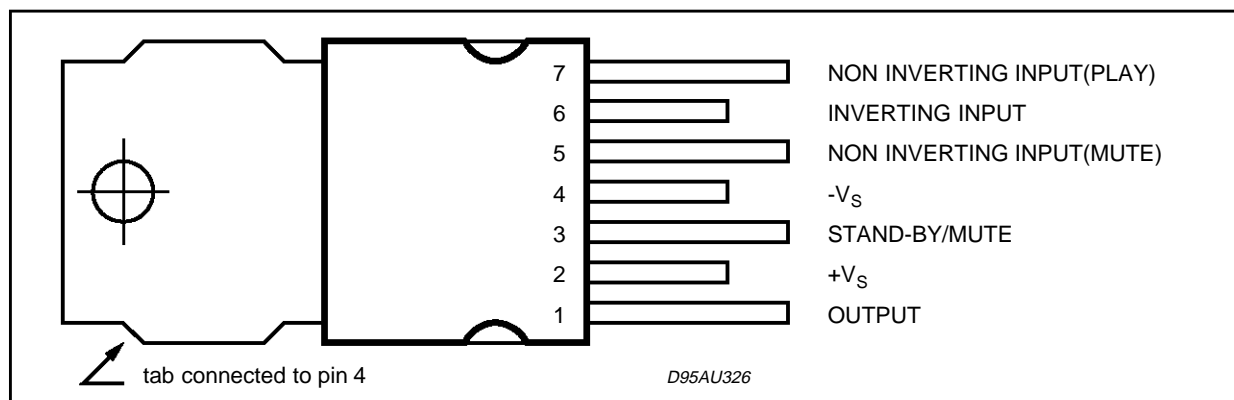 7 NON INVERTING INPUT(PLAY)
6 INVERTING INPUT
5 NON INVERTING INPUT(MUTE)
4 -VS
3 STAND-BY/MUTE
2 +VS
1 OUTPUT
tab connected to pin 4
D95AU326